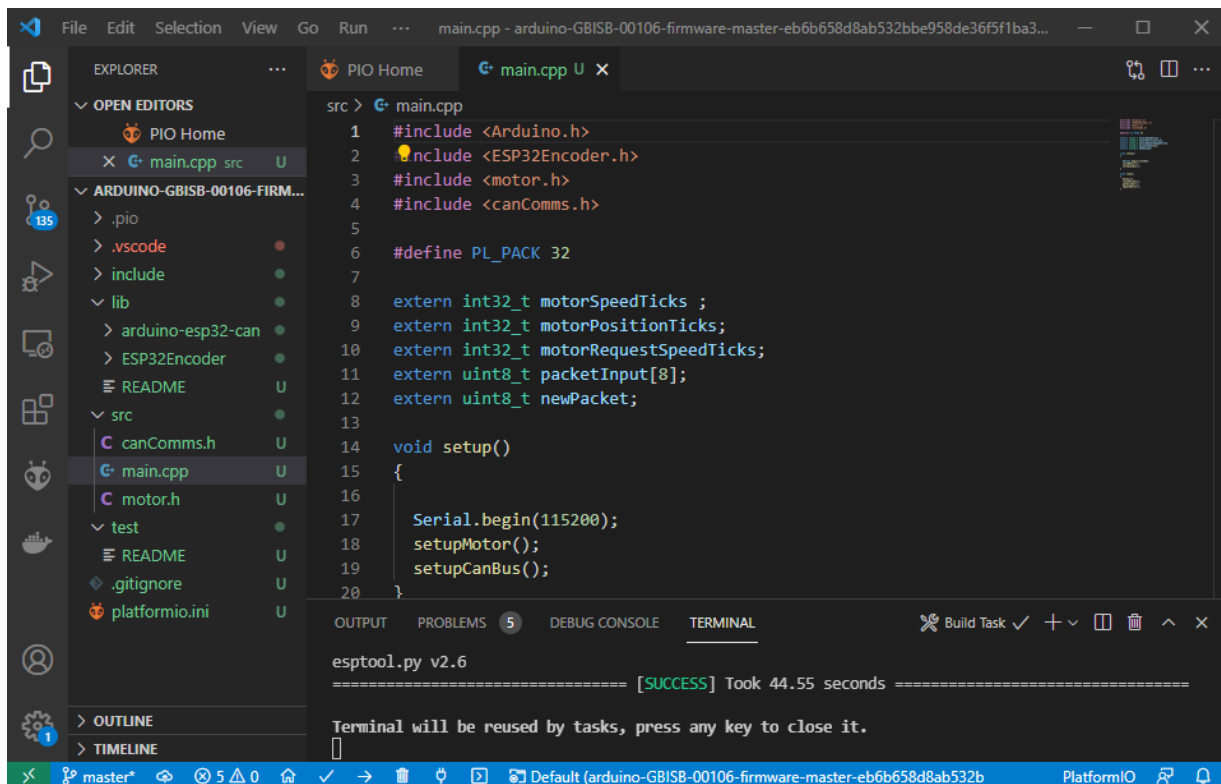 File Edit Selection View Go Run ··· main.cpp - arduino-GBISB-00106-firmware-master-eb6b658d8ab532bbe958de36f5f1ba3...
EXPLORER ···
OPEN EDITORS
PIO Home
main.cpp src U
ARDUINO-GBISB-00106-FIRM...
.pio
.vscode
include
lib
arduino-esp32-can
ESP32Encoder
README U
src
canComms.h U
main.cpp U
motor.h U
test
README U
.gitignore U
platformio.ini U
OUTLINE
TIMELINE
135
1
PIO Home main.cpp U
src > main.cpp
1 #include <Arduino.h>
2 #include <ESP32Encoder.h>
3 #include <motor.h>
4 #include <canComms.h>
5
6 #define PL_PACK 32
7
8 extern int32_t motorSpeedTicks ;
9 extern int32_t motorPositionTicks;
10 extern int32_t motorRequestSpeedTicks;
11 extern uint8_t packetInput[8];
12 extern uint8_t newPacket;
13
14 void setup()
15 {
16
17 Serial.begin(115200);
18 setupMotor();
19 setupCanBus();
20 }
OUTPUT PROBLEMS 5 DEBUG CONSOLE TERMINAL Build Task
esptool.py v2.6
================================= [SUCCESS] Took 44.55 seconds =================================
Terminal will be reused by tasks, press any key to close it.
master* 5 0 Default (arduino-GBISB-00106-firmware-master-eb6b658d8ab532b PlatformIO